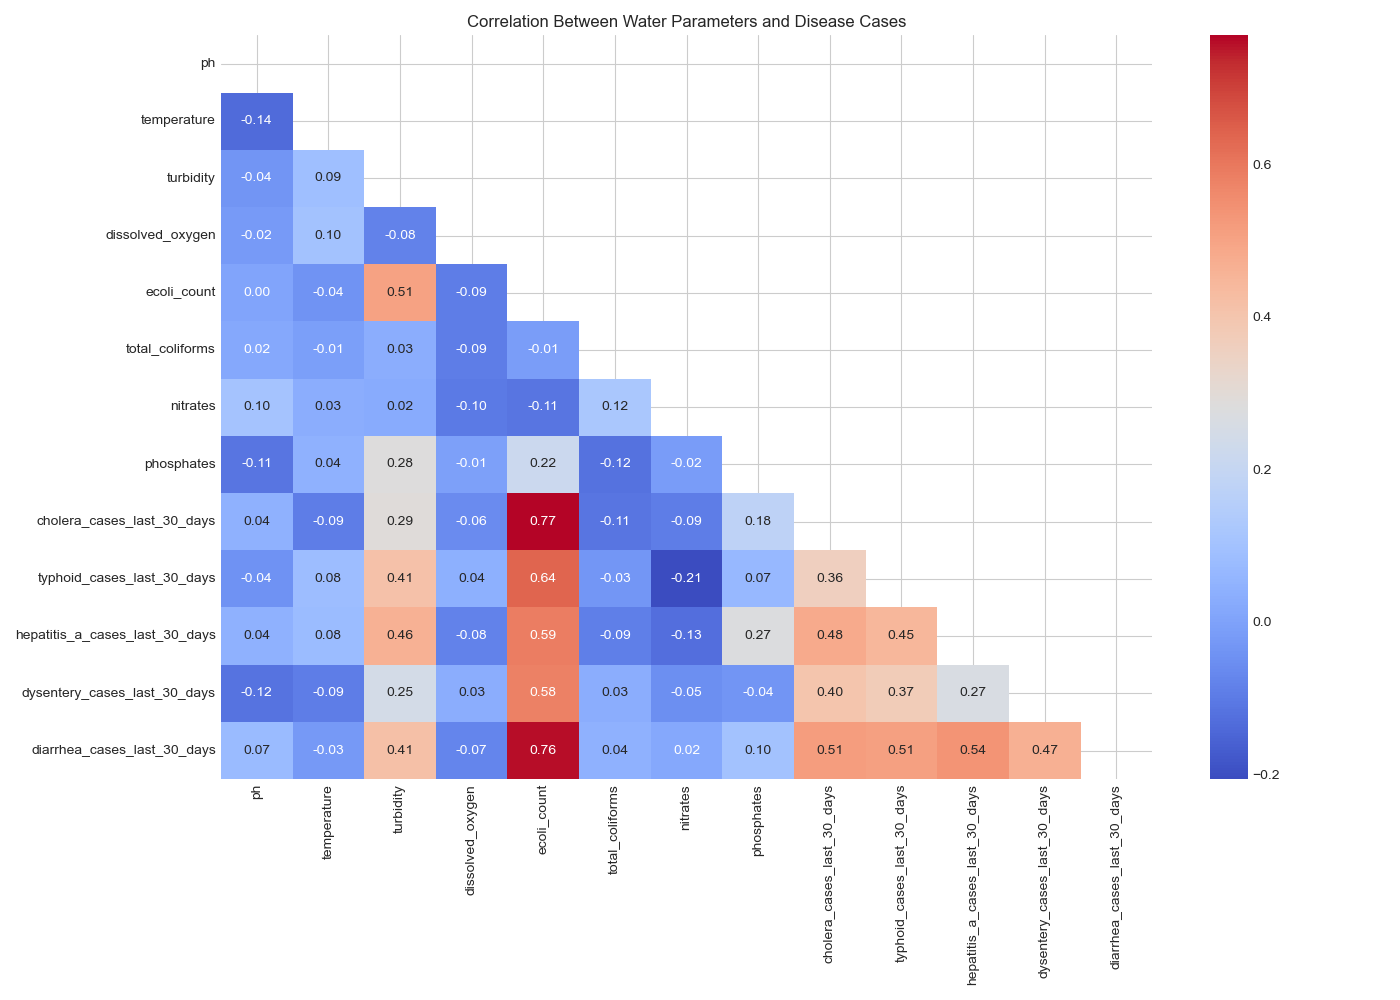 Correlation Between Water Parameters and Disease Cases
ph
temperature -0.14
turbidity -0.04 0.09
dissolved_oxygen -0.02 0.10 -0.08
ecoli_count 0.00 -0.04 0.51 -0.09
total_coliforms 0.02 -0.01 0.03 -0.09 -0.01
nitrates 0.10 0.03 0.02 -0.10 -0.11 0.12
phosphates -0.11 0.04 0.28 -0.01 0.22 -0.12 -0.02
cholera_cases_last_30_days 0.04 -0.09 0.29 -0.06 0.77 -0.11 -0.09 0.18
typhoid_cases_last_30_days -0.04 0.08 0.41 0.04 0.64 -0.03 -0.21 0.07 0.36
hepatitis_a_cases_last_30_days 0.04 0.08 0.46 -0.08 0.59 -0.09 -0.13 0.27 0.48 0.45
dysentery_cases_last_30_days -0.12 -0.09 0.25 0.03 0.58 0.03 -0.05 -0.04 0.40 0.37 0.27
diarrhea_cases_last_30_days 0.07 -0.03 0.41 -0.07 0.76 0.04 0.02 0.10 0.51 0.51 0.54 0.47
ph
temperature
turbidity
dissolved_oxygen
ecoli_count
total_coliforms
nitrates
phosphates
cholera_cases_last_30_days
typhoid_cases_last_30_days
hepatitis_a_cases_last_30_days
dysentery_cases_last_30_days
diarrhea_cases_last_30_days
0.6
0.4
0.2
0.0
−0.2